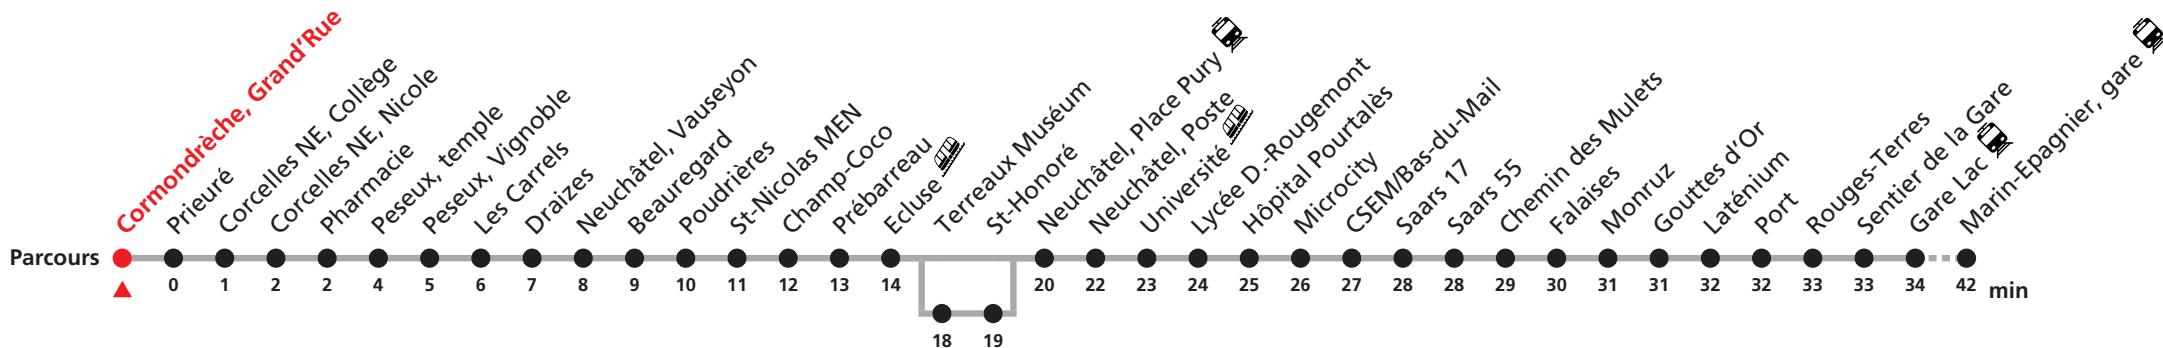 Cormondrèche, Grand'Rue
Prieuré
Corcelles NE, Collège
Corcelles NE, Nicole
Pharmacie
Peseux, temple
Peseux, Vignoble
Les Carrels
Draizes
Neuchâtel, Vauseyon
Beauregard
Poudrières
St-Nicolas MEN
Champ-Coco
Prébarreau
Ecluse
Terreaux Muséum
St-Honoré
Neuchâtel, Place Pury
Neuchâtel, Poste
Université
Lycée D.-Rougemont
Hôpital Pourtalès
Microcity
CSEM/Bas-du-Mail
Saars 17
Saars 55
Chemin des Mulets
Falaises
Monruz
Gouttes d'Or
Laténium
Port
Rouges-Terres
Sentier de la Gare
Gare Lac
Marin-Epagnier, gare
Parcours
0 1 2 2 4 5 6 7 8 9 10 11 12 13 14 20 22 23 24 25 26 27 28 28 29 30 31 31 32 32 33 33 34 42 min
18 19